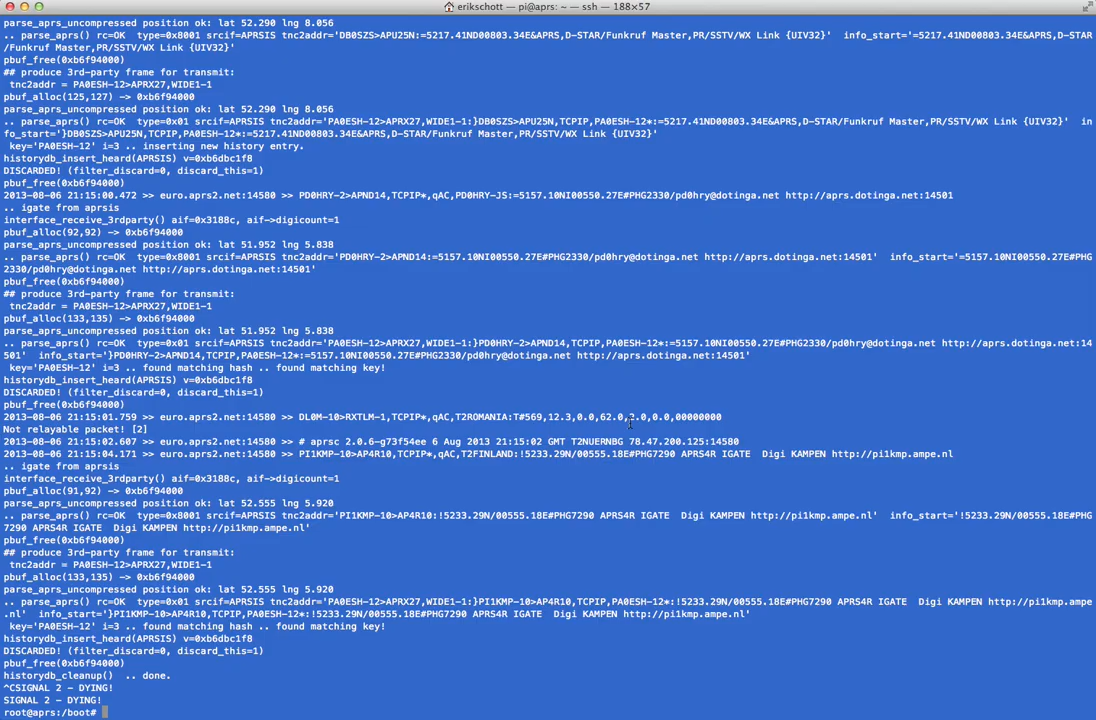 erikschott — pi@aprs: ~ — ssh — 188×57
parse_aprs_uncompressed position ok: lat 52.290 lng 8.056
.. parse_aprs() rc=OK  type=0x8001 srcif=APRSIS tnc2addr='DB0SZS>APU25N:=5217.41ND00803.34E&APRS,D-STAR/Funkruf Master,PR/SSTV/WX Link {UIV32}'  info_start='=5217.41ND00803.34E&APRS,D-STAR
/Funkruf Master,PR/SSTV/WX Link {UIV32}'
pbuf_free(0xb6f94000)
## produce 3rd-party frame for transmit:
 tnc2addr = PA0ESH-12>APRX27,WIDE1-1
pbuf_alloc(125,127) -> 0xb6f94000
parse_aprs_uncompressed position ok: lat 52.290 lng 8.056
.. parse_aprs() rc=OK  type=0x01 srcif=APRSIS tnc2addr='PA0ESH-12>APRX27,WIDE1-1:}DB0SZS>APU25N,TCPIP,PA0ESH-12*:=5217.41ND00803.34E&APRS,D-STAR/Funkruf Master,PR/SSTV/WX Link {UIV32}'  in
fo_start='}DB0SZS>APU25N,TCPIP,PA0ESH-12*:=5217.41ND00803.34E&APRS,D-STAR/Funkruf Master,PR/SSTV/WX Link {UIV32}'
 key='PA0ESH-12' i=3 .. inserting new history entry.
historydb_insert_heard(APRSIS) v=0xb6dbc1f8
DISCARDED! (filter_discard=0, discard_this=1)
pbuf_free(0xb6f94000)
2013-08-06 21:15:00.472 >> euro.aprs2.net:14580 >> PD0HRY-2>APND14,TCPIP*,qAC,PD0HRY-JS:=5157.10NI00550.27E#PHG2330/pd0hry@dotinga.net http://aprs.dotinga.net:14501
.. igate from aprsis
interface_receive_3rdparty() aif=0x3188c, aif->digicount=1
pbuf_alloc(92,92) -> 0xb6f94000
parse_aprs_uncompressed position ok: lat 51.952 lng 5.838
.. parse_aprs() rc=OK  type=0x8001 srcif=APRSIS tnc2addr='PD0HRY-2>APND14:=5157.10NI00550.27E#PHG2330/pd0hry@dotinga.net http://aprs.dotinga.net:14501'  info_start='=5157.10NI00550.27E#PHG
2330/pd0hry@dotinga.net http://aprs.dotinga.net:14501'
pbuf_free(0xb6f94000)
## produce 3rd-party frame for transmit:
 tnc2addr = PA0ESH-12>APRX27,WIDE1-1
pbuf_alloc(133,135) -> 0xb6f94000
parse_aprs_uncompressed position ok: lat 51.952 lng 5.838
.. parse_aprs() rc=OK  type=0x01 srcif=APRSIS tnc2addr='PA0ESH-12>APRX27,WIDE1-1:}PD0HRY-2>APND14,TCPIP,PA0ESH-12*:=5157.10NI00550.27E#PHG2330/pd0hry@dotinga.net http://aprs.dotinga.net:14
501'  info_start='}PD0HRY-2>APND14,TCPIP,PA0ESH-12*:=5157.10NI00550.27E#PHG2330/pd0hry@dotinga.net http://aprs.dotinga.net:14501'
 key='PA0ESH-12' i=3 .. found matching hash .. found matching key!
historydb_insert_heard(APRSIS) v=0xb6dbc1f8
DISCARDED! (filter_discard=0, discard_this=1)
pbuf_free(0xb6f94000)
2013-08-06 21:15:01.759 >> euro.aprs2.net:14580 >> DL0M-10>RXTLM-1,TCPIP*,qAC,T2ROMANIA:T#569,12.3,0.0,62.0,2.0,0.0,00000000
Not relayable packet! [2]
2013-08-06 21:15:02.607 >> euro.aprs2.net:14580 >> # aprsc 2.0.6-g73f54ee 6 Aug 2013 21:15:02 GMT T2NUERNBG 78.47.200.125:14580
2013-08-06 21:15:04.171 >> euro.aprs2.net:14580 >> PI1KMP-10>AP4R10,TCPIP*,qAC,T2FINLAND:!5233.29N/00555.18E#PHG7290 APRS4R IGATE  Digi KAMPEN http://pi1kmp.ampe.nl
.. igate from aprsis
interface_receive_3rdparty() aif=0x3188c, aif->digicount=1
pbuf_alloc(91,92) -> 0xb6f94000
parse_aprs_uncompressed position ok: lat 52.555 lng 5.920
.. parse_aprs() rc=OK  type=0x8001 srcif=APRSIS tnc2addr='PI1KMP-10>AP4R10:!5233.29N/00555.18E#PHG7290 APRS4R IGATE  Digi KAMPEN http://pi1kmp.ampe.nl'  info_start='!5233.29N/00555.18E#PHG
7290 APRS4R IGATE  Digi KAMPEN http://pi1kmp.ampe.nl'
pbuf_free(0xb6f94000)
## produce 3rd-party frame for transmit:
 tnc2addr = PA0ESH-12>APRX27,WIDE1-1
pbuf_alloc(133,135) -> 0xb6f94000
parse_aprs_uncompressed position ok: lat 52.555 lng 5.920
.. parse_aprs() rc=OK  type=0x01 srcif=APRSIS tnc2addr='PA0ESH-12>APRX27,WIDE1-1:}PI1KMP-10>AP4R10,TCPIP,PA0ESH-12*:!5233.29N/00555.18E#PHG7290 APRS4R IGATE  Digi KAMPEN http://pi1kmp.ampe
.nl'  info_start='}PI1KMP-10>AP4R10,TCPIP,PA0ESH-12*:!5233.29N/00555.18E#PHG7290 APRS4R IGATE  Digi KAMPEN http://pi1kmp.ampe.nl'
 key='PA0ESH-12' i=3 .. found matching hash .. found matching key!
historydb_insert_heard(APRSIS) v=0xb6dbc1f8
DISCARDED! (filter_discard=0, discard_this=1)
pbuf_free(0xb6f94000)
historydb_cleanup()  .. done.
^CSIGNAL 2 - DYING!
SIGNAL 2 - DYING!
root@aprs:/boot#